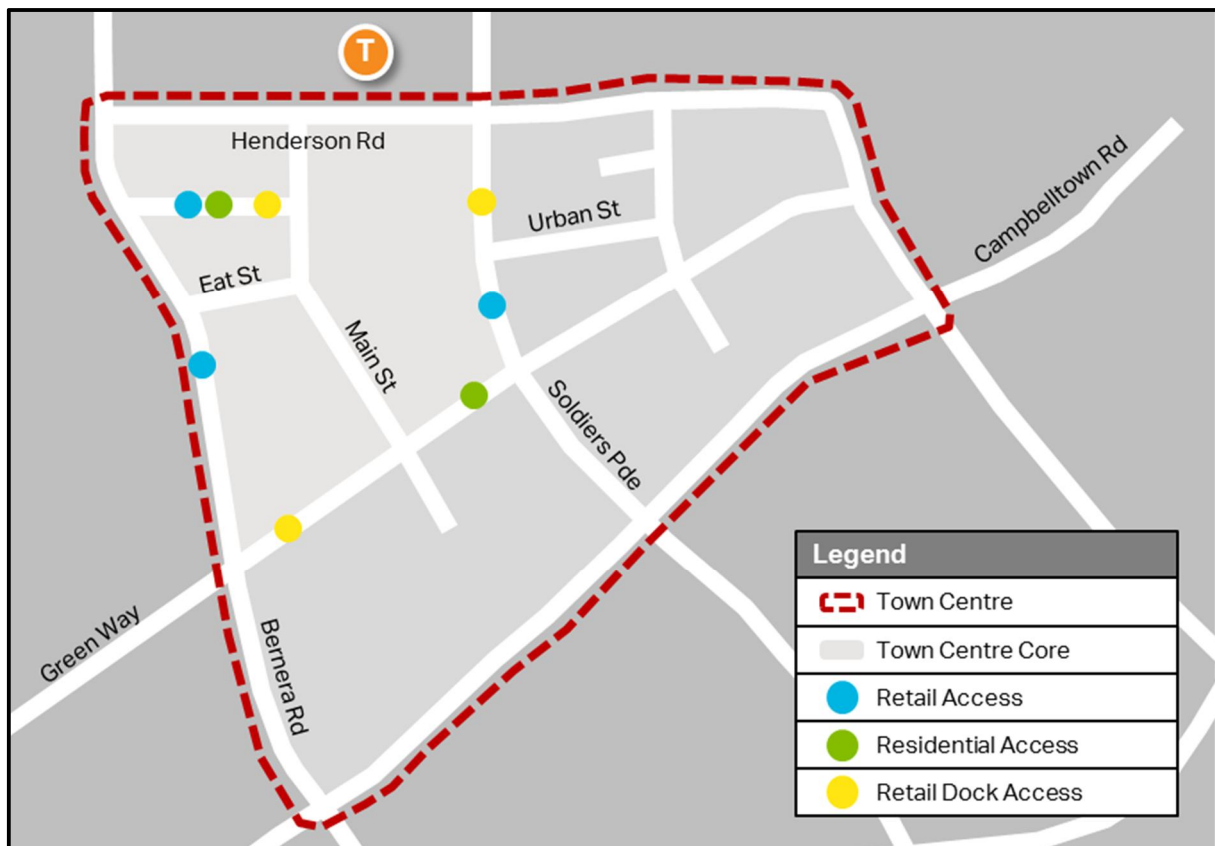 T
Henderson Rd
Campbelltown Rd
Urban St
Eat St
Main St
Soldiers Pde
Green Way
Bernera Rd
Legend
Town Centre
Town Centre Core
Retail Access
Residential Access
Retail Dock Access